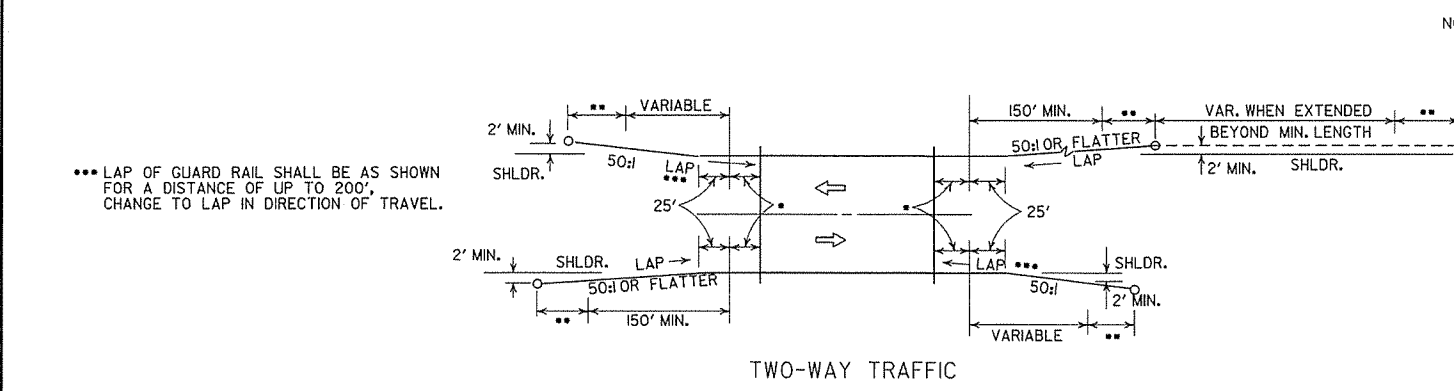 NO
•• VARIABLE
150' MIN. •• VAR. WHEN EXTENDED ••
2' MIN.
50:1 OR FLATTER
BEYOND MIN. LENGTH
50:1
LAP
LAP
SHLDR.
•••
2' MIN.
SHLDR.
••• LAP OF GUARD RAIL SHALL BE AS SHOWN
FOR A DISTANCE OF UP TO 200',
CHANGE TO LAP IN DIRECTION OF TRAVEL.
25'
•
•
25'
2' MIN.
SHLDR.
LAP
LAP •••
SHLDR.
50:1 OR FLATTER
50:1
2' MIN.
••
150' MIN.
VARIABLE
••
TWO-WAY TRAFFIC